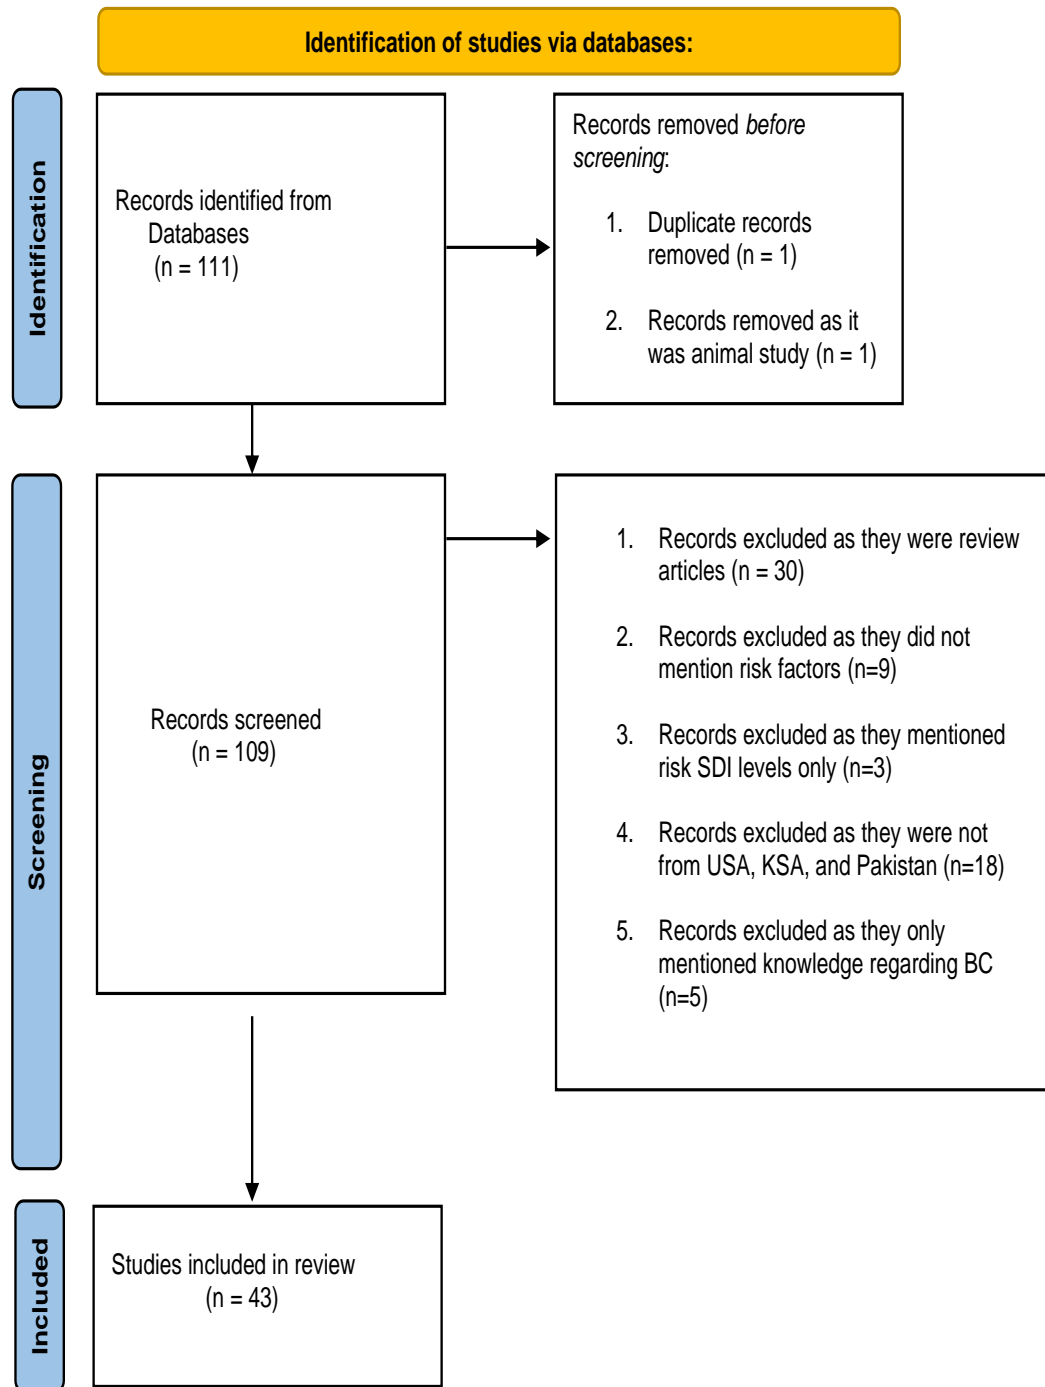 Identification of studies via databases:
Identification
Records identified from
Databases
(n = 111)
Records removed before
screening:
1. Duplicate records
removed (n = 1)
2. Records removed as it
was animal study (n = 1)
Screening
Records screened
(n = 109)
1. Records excluded as they were review
articles (n = 30)
2. Records excluded as they did not
mention risk factors (n=9)
3. Records excluded as they mentioned
risk SDI levels only (n=3)
4. Records excluded as they were not
from USA, KSA, and Pakistan (n=18)
5. Records excluded as they only
mentioned knowledge regarding BC
(n=5)
Included
Studies included in review
(n = 43)